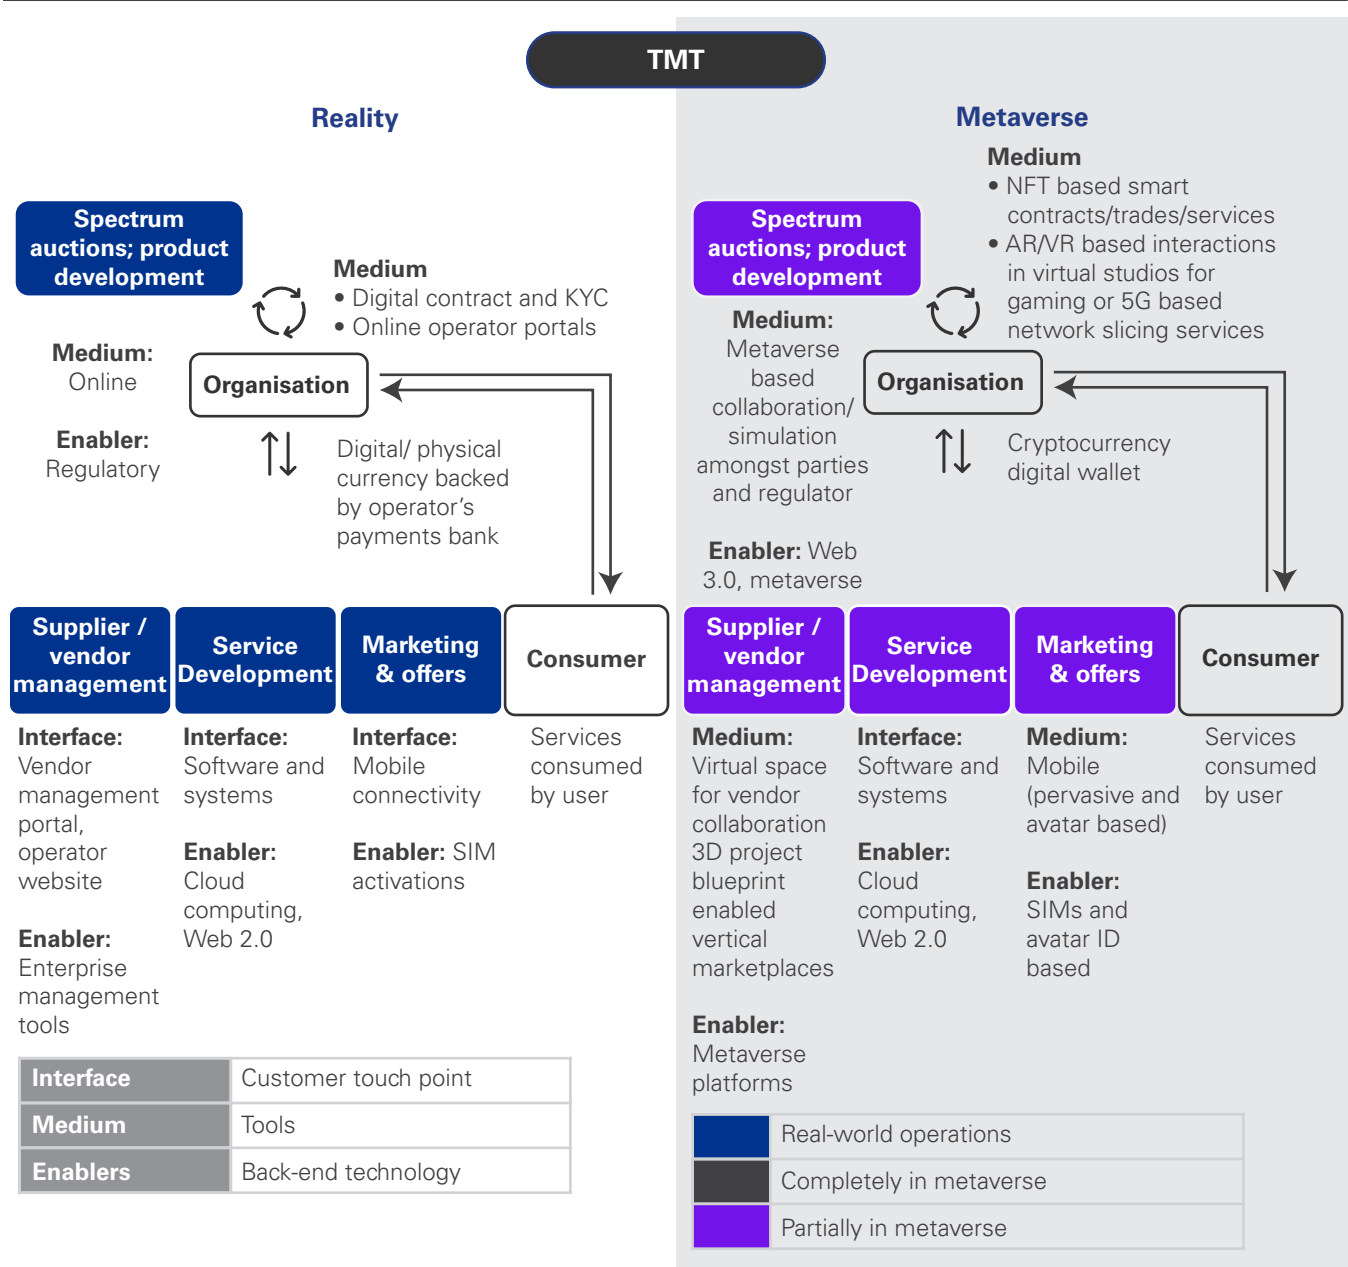 TMT
Reality
Spectrum
auctions; product
development
Medium
• Digital contract and KYC
• Online operator portals
Medium:
Online
Organisation
Enabler:
Regulatory
Digital/ physical
currency backed
by operator's
payments bank
Supplier /
vendor
management
Service
Development
Marketing
& offers
Consumer
Interface:
Vendor
management
portal,
operator
website
Enabler:
Enterprise
management
tools
Interface:
Software and
systems
Enabler:
Cloud
computing,
Web 2.0
Interface:
Mobile
connectivity
Enabler: SIM
activations
Services
consumed
by user
Interface
Customer touch point
Medium
Tools
Enablers
Back-end technology
Metaverse
Medium
• NFT based smart
contracts/trades/services
• AR/VR based interactions
in virtual studios for
gaming or 5G based
network slicing services
Spectrum
auctions; product
development
Medium:
Metaverse
based
collaboration/
simulation
amongst parties
and regulator
Organisation
Cryptocurrency
digital wallet
Enabler: Web
3.0, metaverse
Supplier /
vendor
management
Service
Development
Marketing
& offers
Consumer
Medium:
Virtual space
for vendor
collaboration
3D project
blueprint
enabled
vertical
marketplaces
Enabler:
Metaverse
platforms
Interface:
Software and
systems
Enabler:
Cloud
computing,
Web 2.0
Medium:
Mobile
(pervasive and
avatar based)
Enabler:
SIMs and
avatar ID
based
Services
consumed
by user
Real-world operations
Completely in metaverse
Partially in metaverse